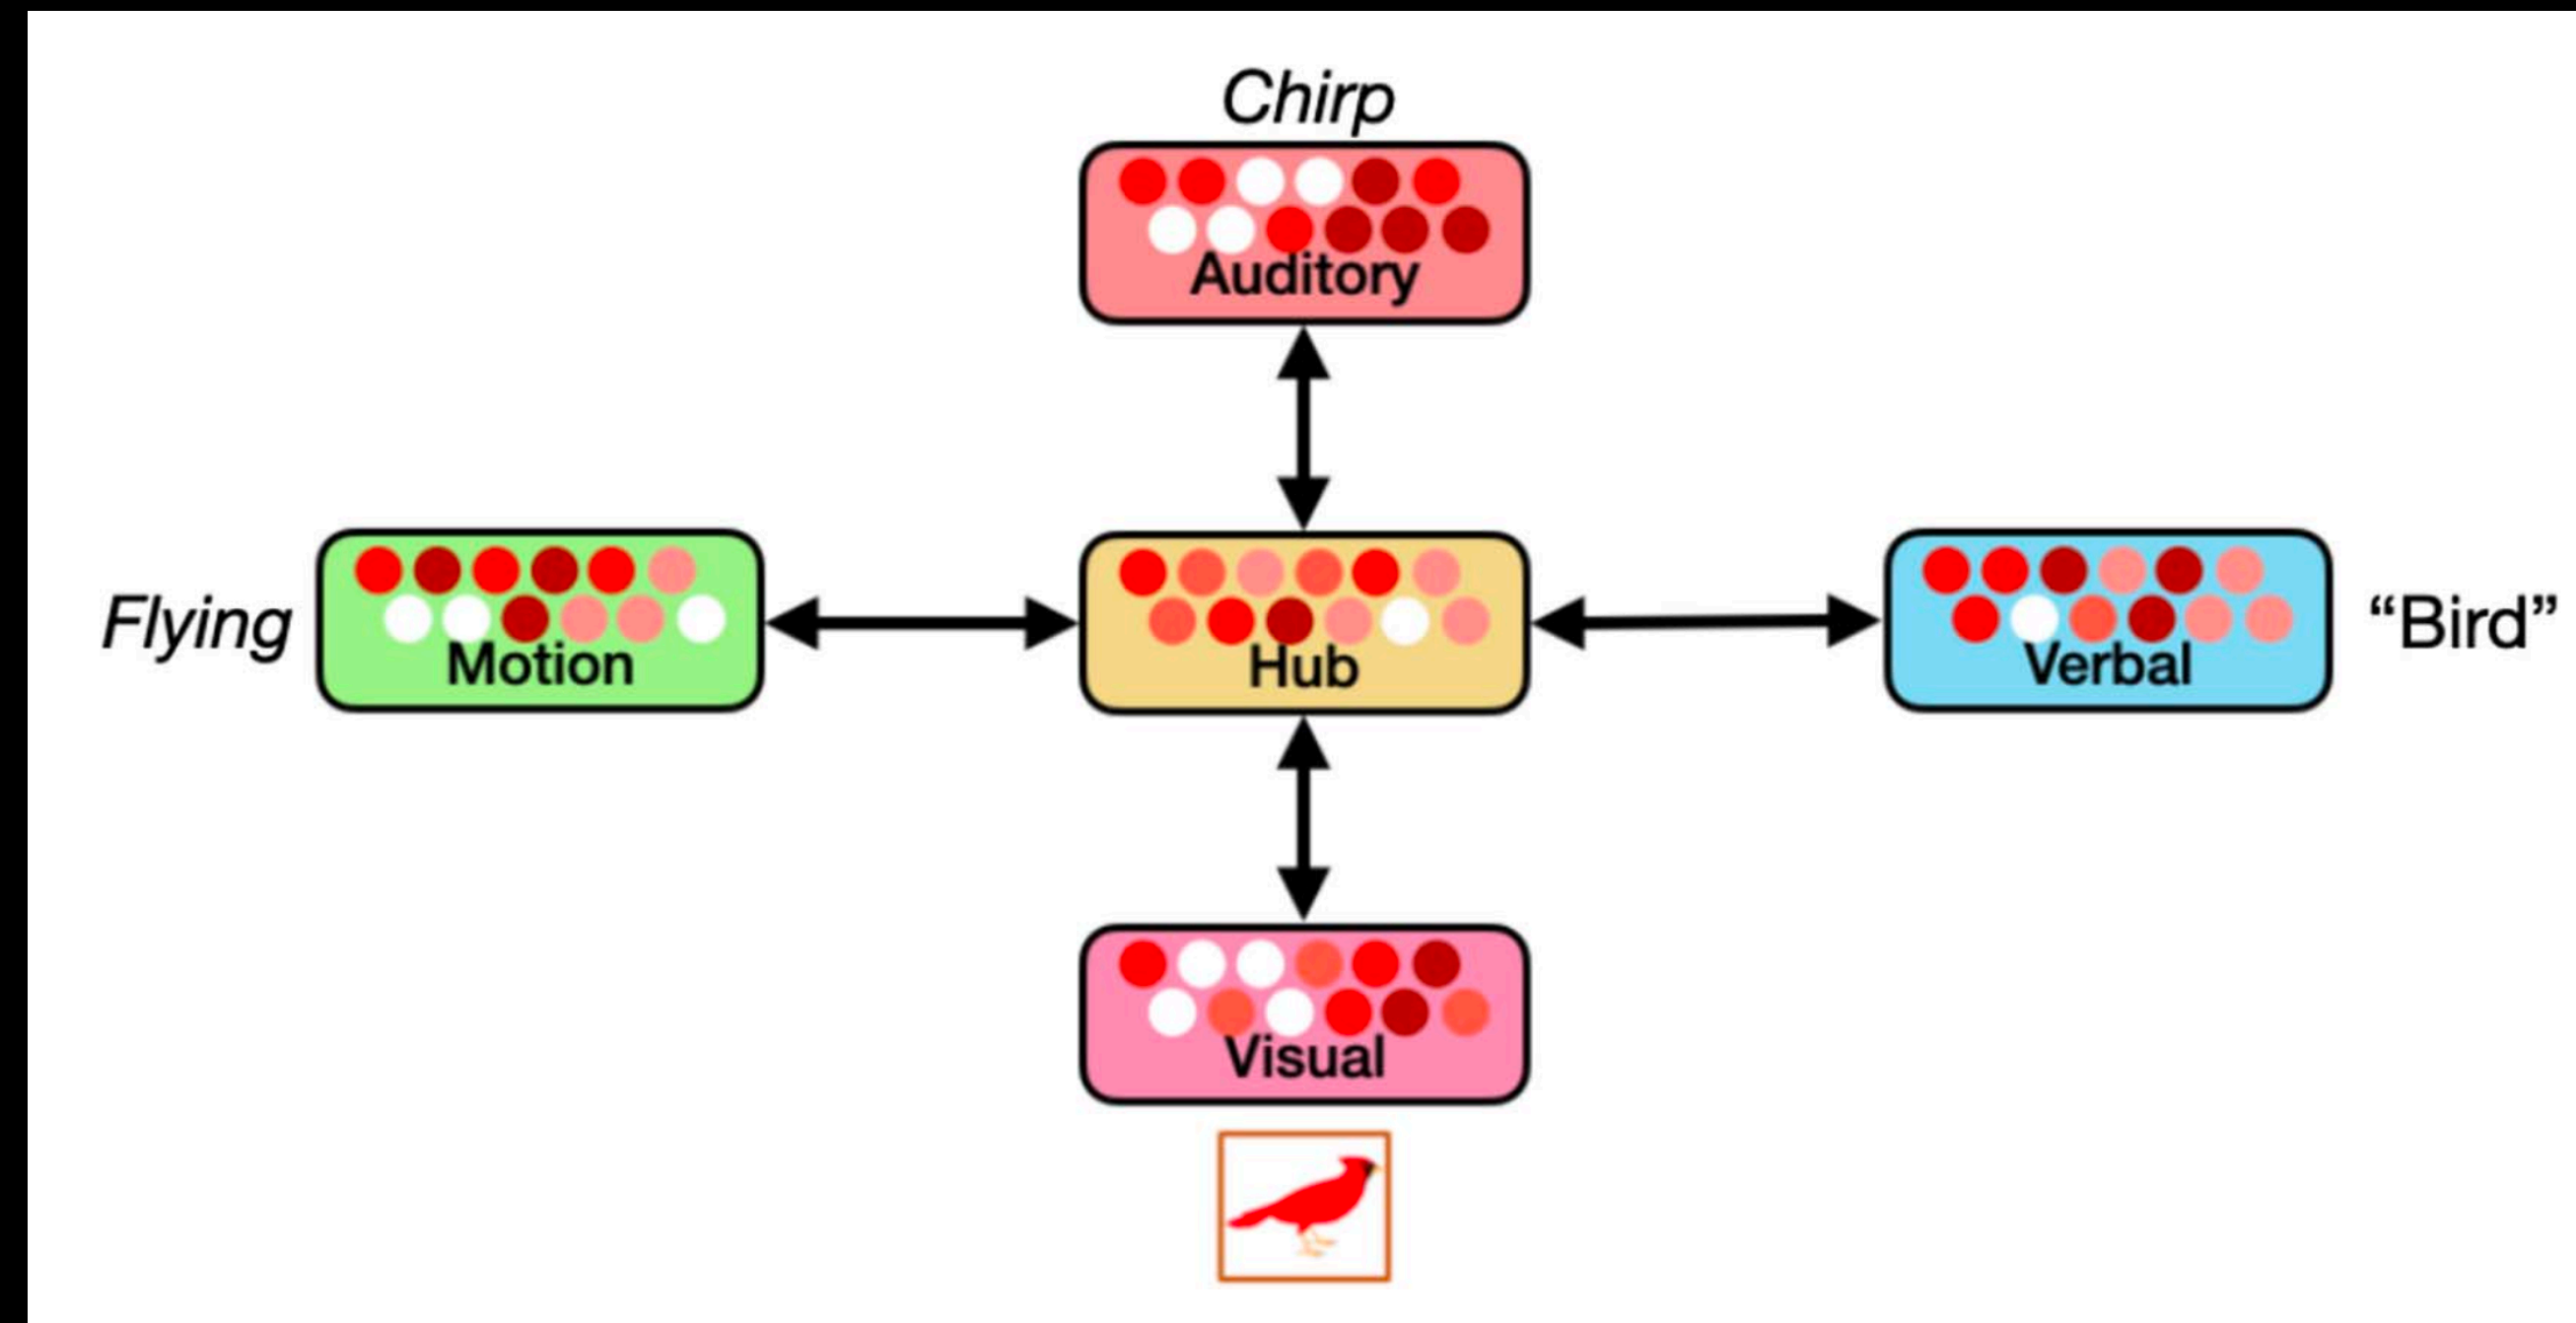 Chirp
Auditory
Flying
Motion
Hub
Verbal
“Bird”
Visual